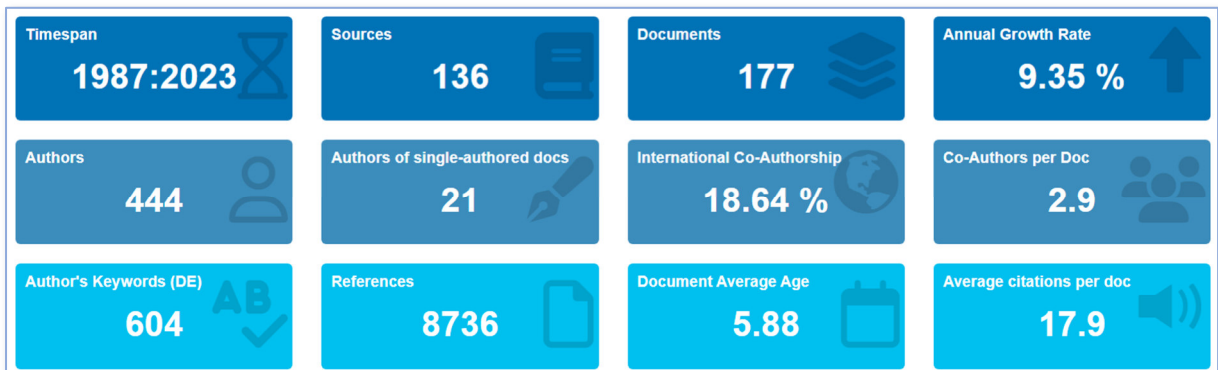 Timespan
1987:2023
Sources
136
Documents
177
Annual Growth Rate
9.35 %
Authors
444
Authors of single-authored docs
21
International Co-Authorship
18.64 %
Co-Authors per Doc
2.9
Author's Keywords (DE)
604
AB
References
8736
Document Average Age
5.88
Average citations per doc
17.9